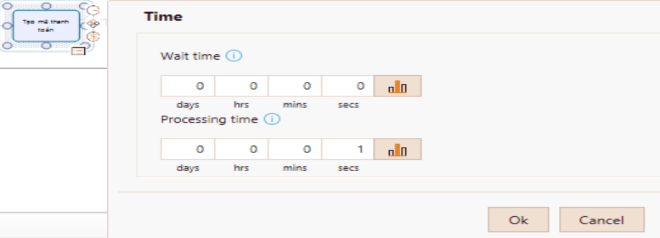 Tạo mã thanh
toán
Time
Wait time
0 0 0 0
days hrs mins secs
Processing time
0 0 0 1
days hrs mins secs
Ok Cancel